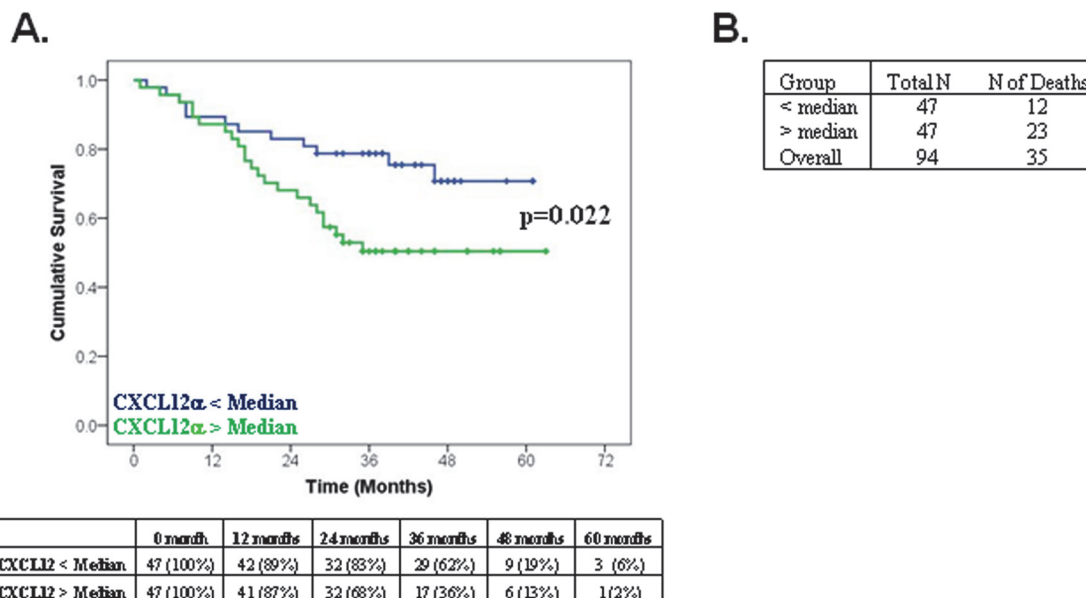 A.
B.
Cumulative Survival
1.0
0.8
0.6
0.4
0.2
0.0
p=0.022
CXCL12α < Median
CXCL12α > Median
0 12 24 36 48 60 72
Time (Months)
Group Total N N of Deaths
< median 47 12
> median 47 23
Overall 94 35
0 month 12 months 24 months 36 months 48 months 60 months
CXCL12 < Median 47 (100%) 42 (89%) 32 (83%) 29 (62%) 9 (19%) 3 (6%)
CXCL12 > Median 47 (100%) 41 (87%) 32 (68%) 17 (36%) 6 (13%) 1 (2%)